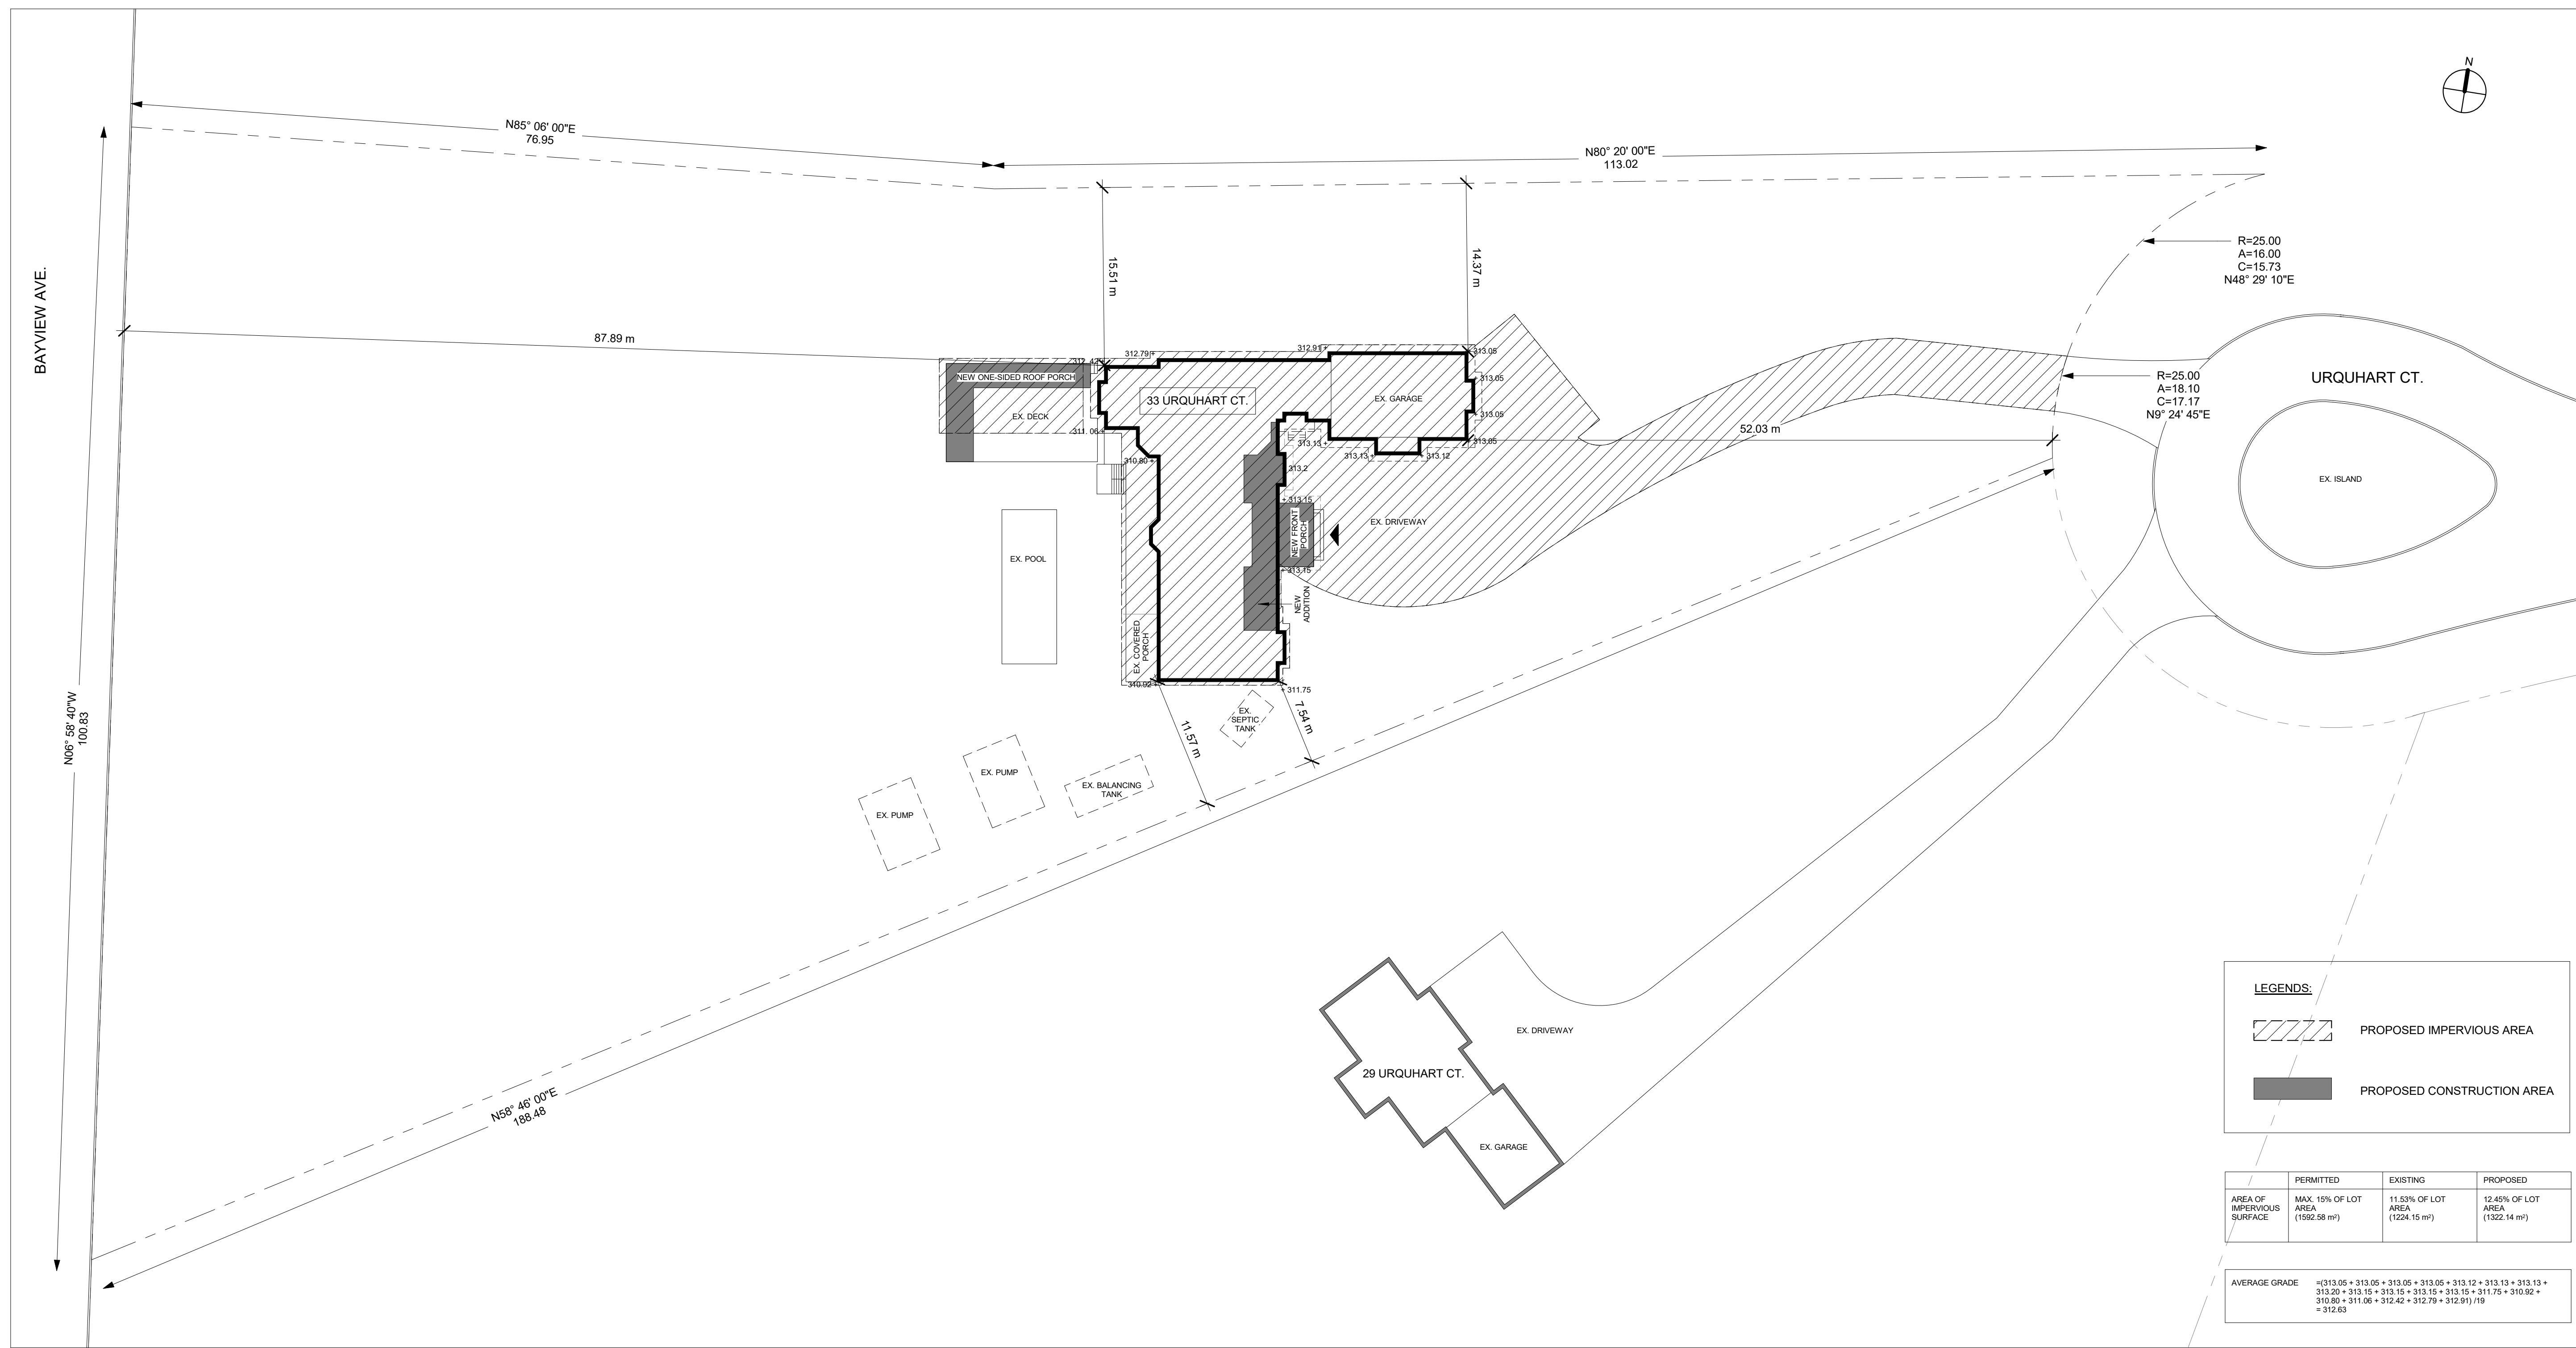 N
N85° 06' 00"E
76.95
N80° 20' 00"E
113.02
R=25.00
A=16.00
C=15.73
N48° 29' 10"E
BAYVIEW AVE.
15.51 m
14.37 m
87.89 m
312.79 +
312.91 +
313.05
312. 42
NEW ONE-SIDED ROOF PORCH
33 URQUHART CT.
EX. GARAGE
313.05
EX. DECK
313.05
311. 06 +
313.13 +
313.05
313.13 +
+ 313.12
52.03 m
R=25.00
A=18.10
C=17.17
N9° 24' 45"E
URQUHART CT.
EX. ISLAND
310.80 +
313.2
+ 313.15
NEW FRONT
PORCH
EX. DRIVEWAY
+ 313.15
EX. POOL
NEW
ADDITION
EX. COVERED
PORCH
310.92 +
+ 311.75
EX.
SEPTIC
TANK
11.57 m
7.54 m
EX. PUMP
EX. BALANCING
TANK
EX. PUMP
N06° 58' 40"W
100.83
N58° 46' 00"E
188.48
EX. DRIVEWAY
29 URQUHART CT.
EX. GARAGE
LEGENDS:
PROPOSED IMPERVIOUS AREA
PROPOSED CONSTRUCTION AREA
PERMITTED EXISTING PROPOSED
AREA OF MAX. 15% OF LOT 11.53% OF LOT 12.45% OF LOT
IMPERVIOUS AREA AREA AREA
SURFACE (1592.58 m²) (1224.15 m²) (1322.14 m²)
AVERAGE GRADE =(313.05 + 313.05 + 313.05 + 313.05 + 313.12 + 313.13 + 313.13 +
313.20 + 313.15 + 313.15 + 313.15 + 313.15 + 311.75 + 310.92 +
310.80 + 311.06 + 312.42 + 312.79 + 312.91) /19
= 312.63